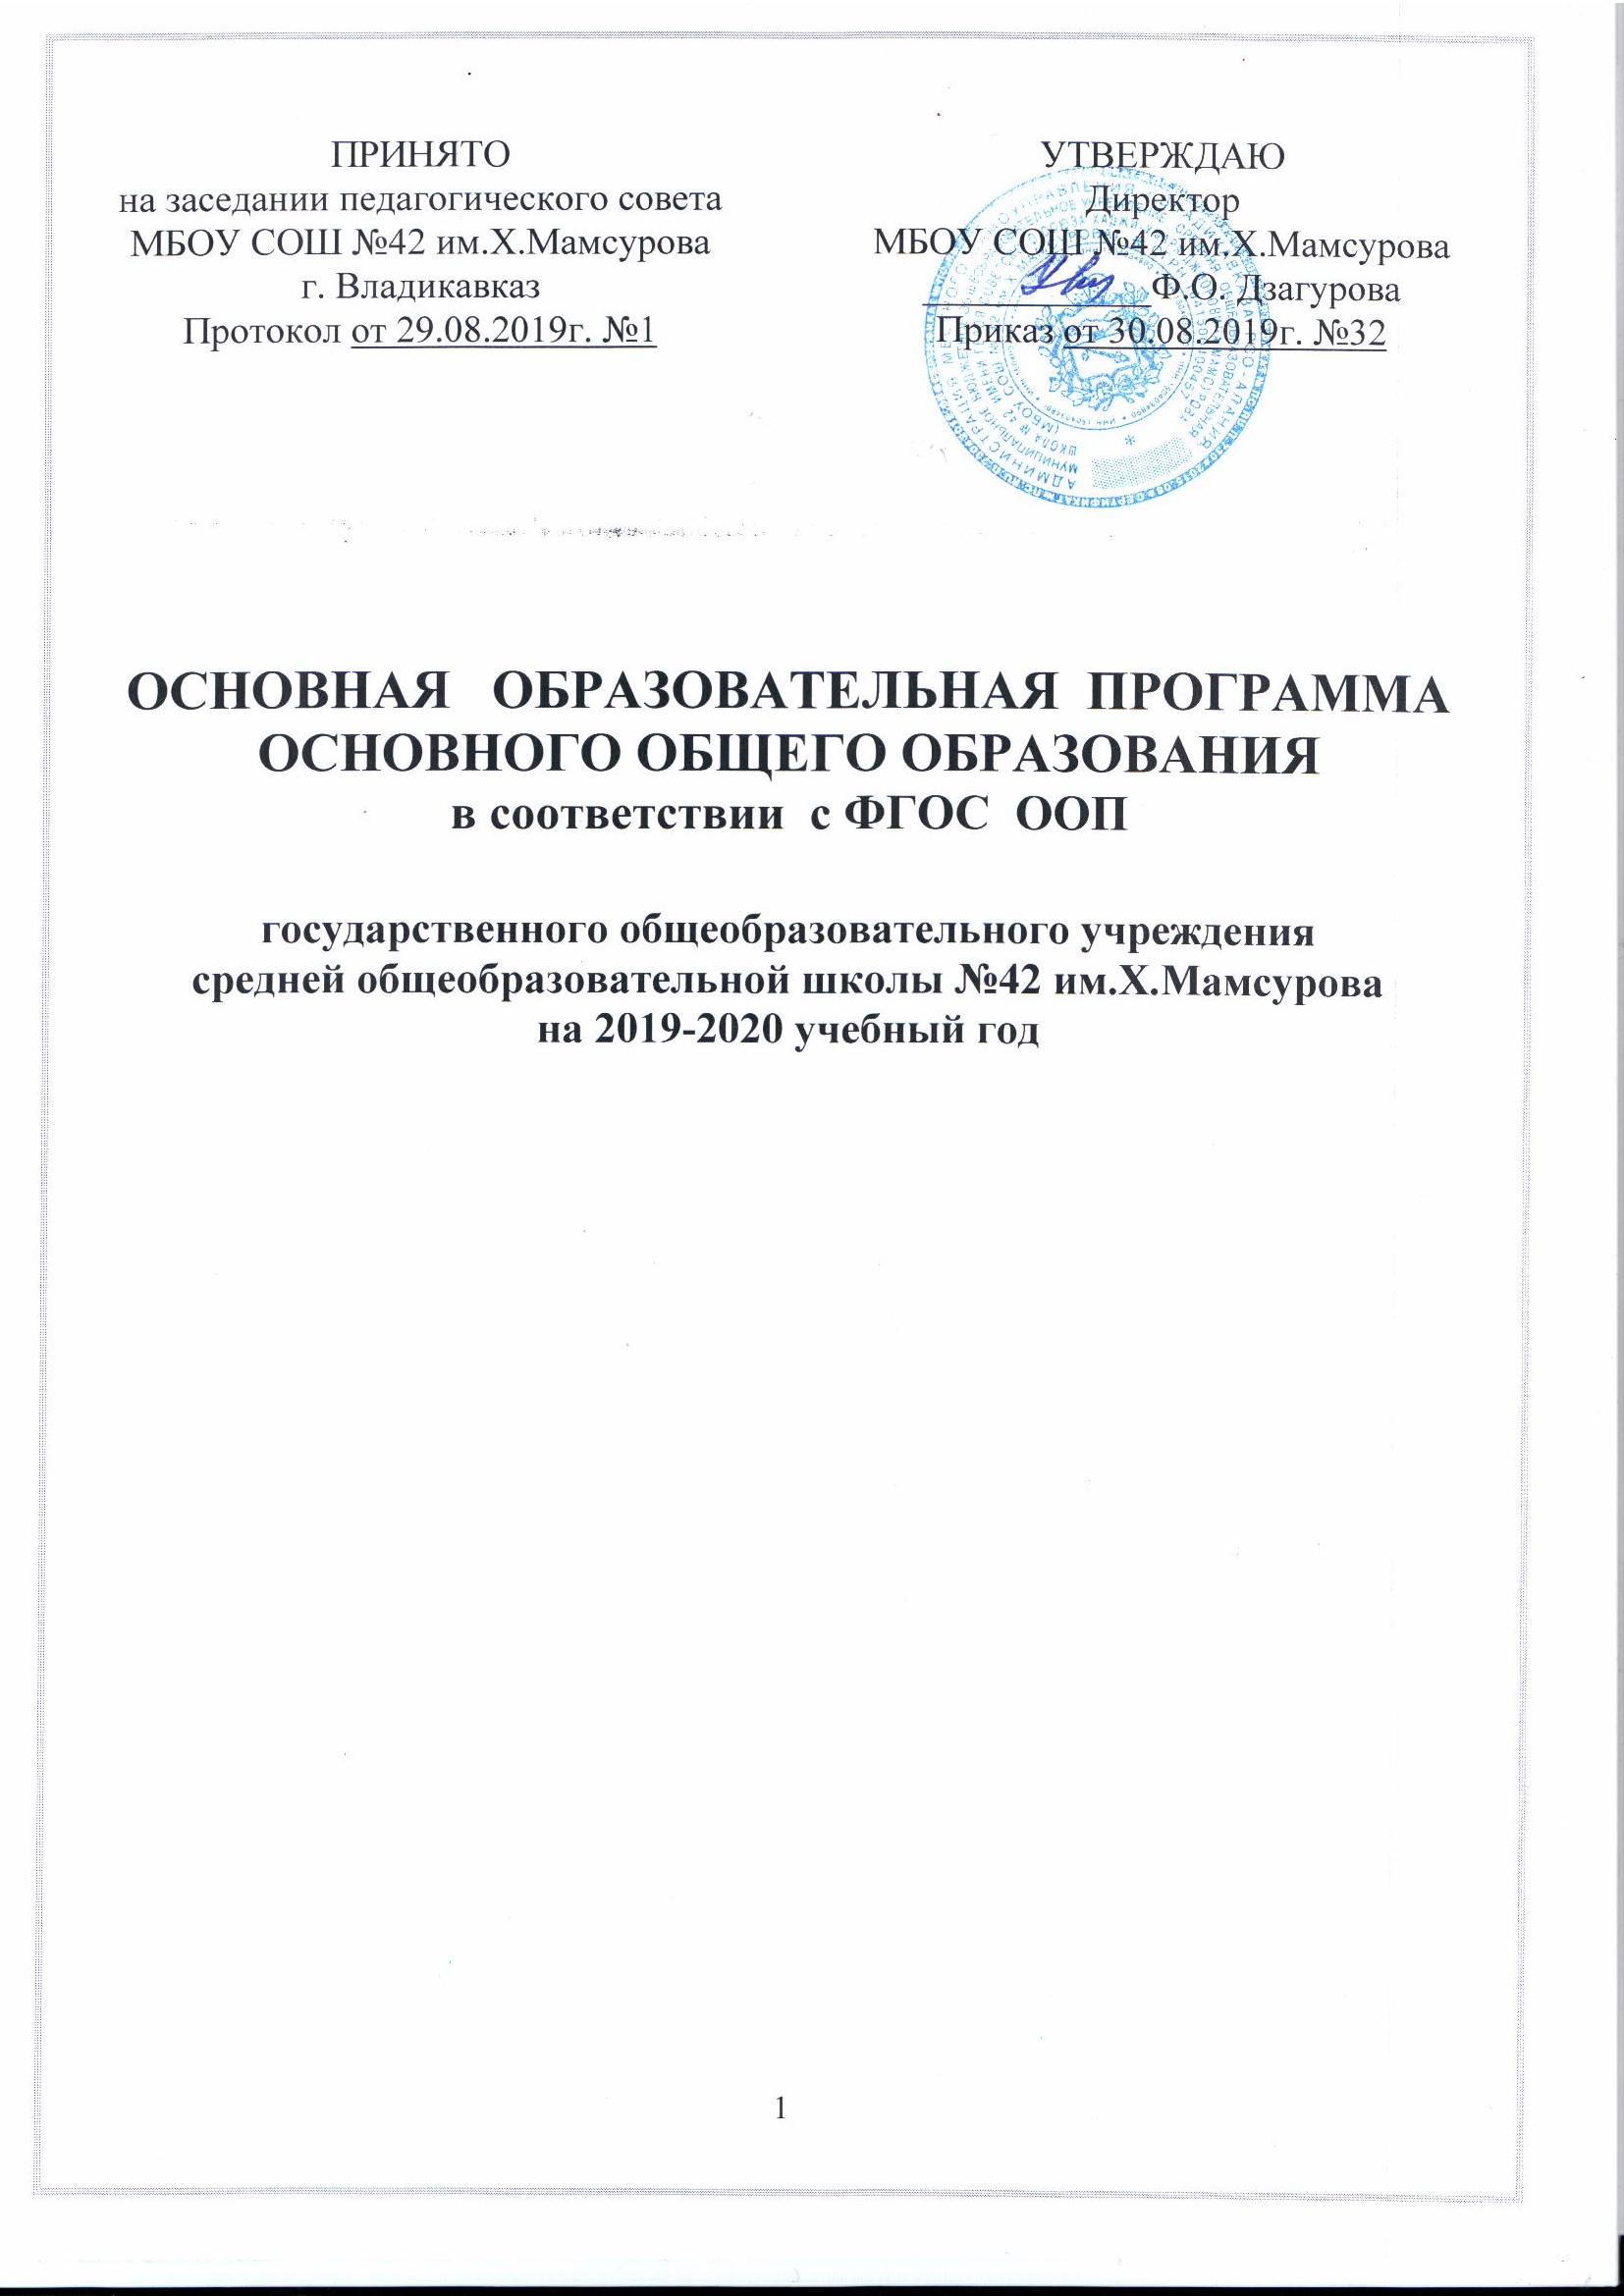 ПРИНЯТО
на заседании педагогического совета
МБОУ СОШ №42 им.Х.Мамсурова
г. Владикавказ
Протокол от 29.08.2019г. №1
УТВЕРЖДАЮ
Директор
МБОУ СОШ №42 им.Х.Мамсурова
Ф.О. Дзагурова
Приказ от 30.08.2019г. №32
ОСНОВНАЯ ОБРАЗОВАТЕЛЬНАЯ ПРОГРАММА
ОСНОВНОГО ОБЩЕГО ОБРАЗОВАНИЯ
в соответствии с ФГОС ООП
государственного общеобразовательного учреждения
средней общеобразовательной школы №42 им.Х.Мамсурова
на 2019-2020 учебный год
1